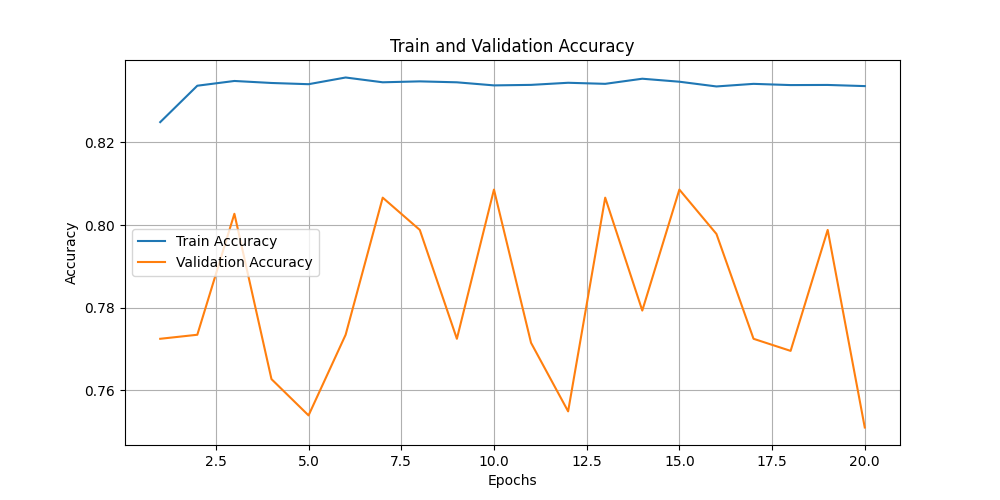 Train and Validation Accuracy
0.82
0.80
0.78
0.76
Accuracy
Train Accuracy
Validation Accuracy
2.5 5.0 7.5 10.0 12.5 15.0 17.5 20.0
Epochs